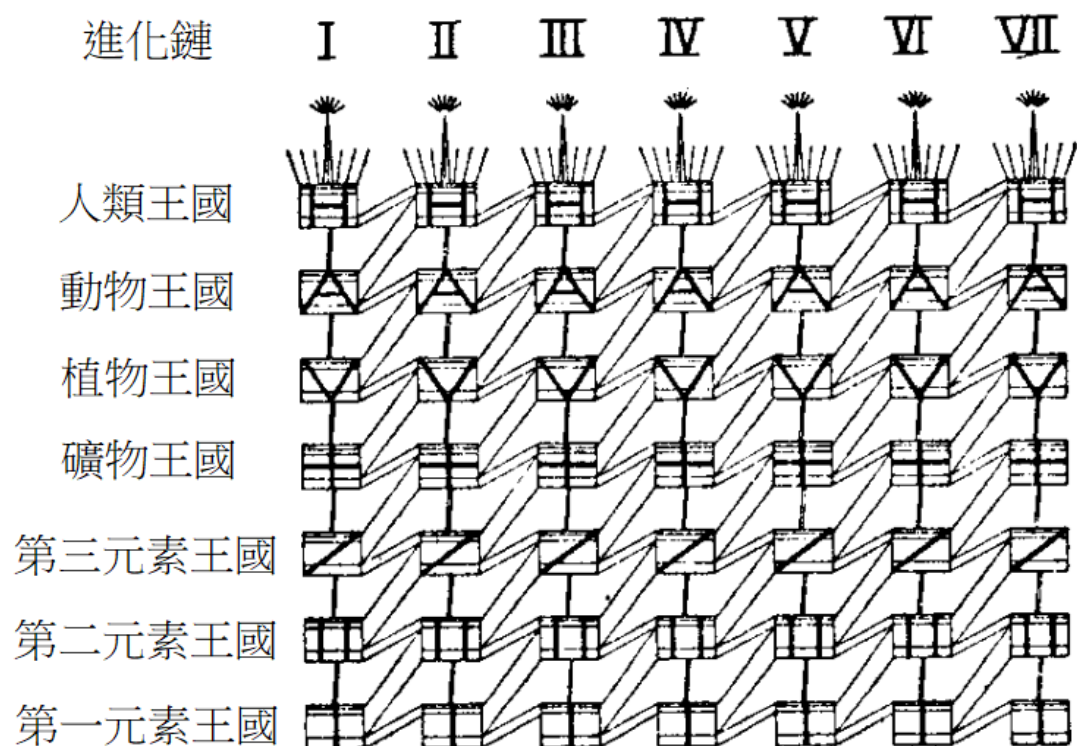 進化鏈 I II III IV V VI VII
人類王國
動物王國
植物王國
礦物王國
第三元素王國
第二元素王國
第一元素王國